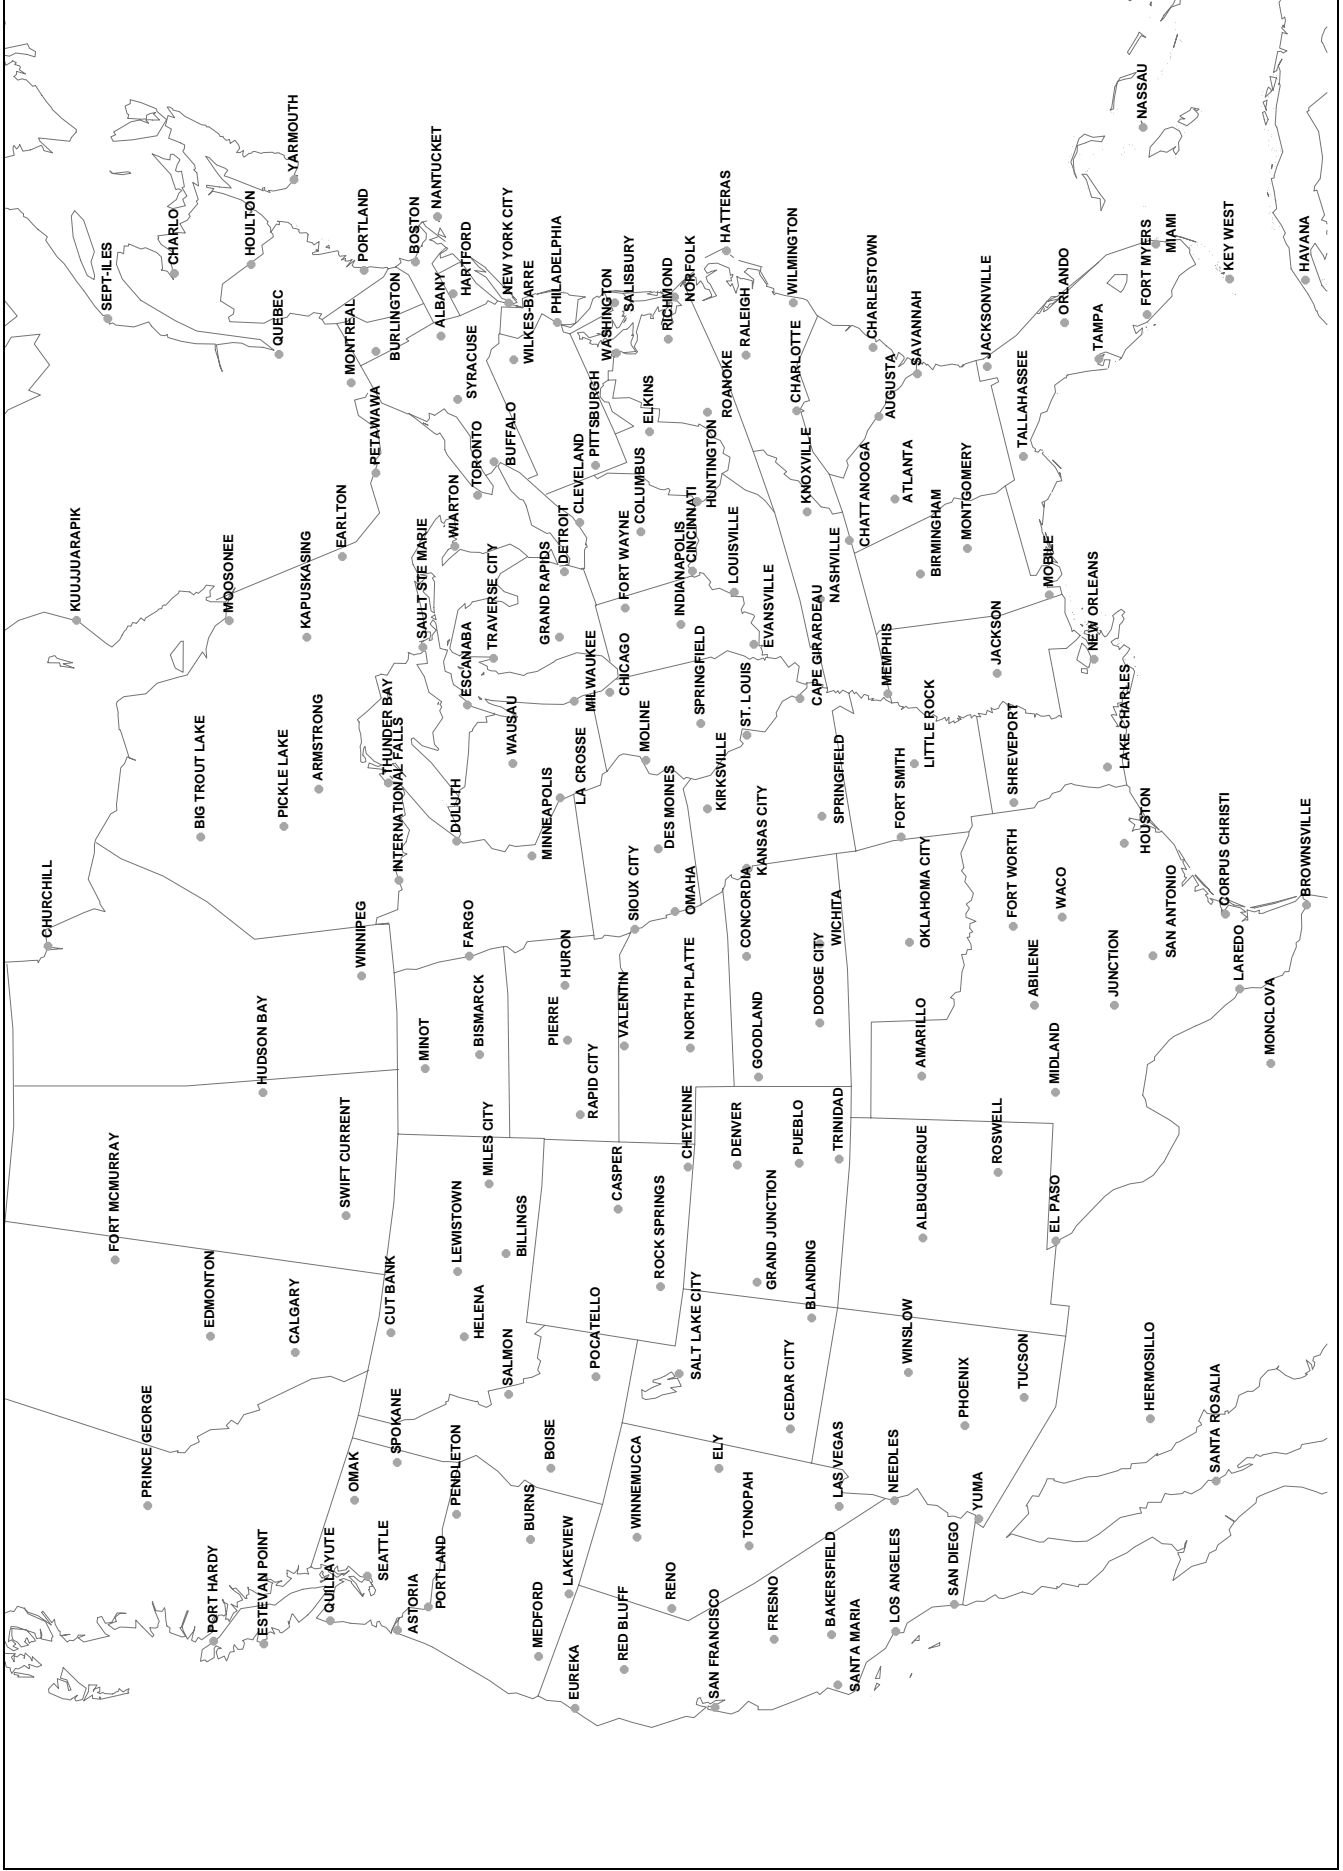 CHURCHILL
KUUJJUARAPIK
SEPT-ILES
FORT MCMURRAY
PRINCE GEORGE
CHARLO
BIG TROUT LAKE
MOOSONEE
EDMONTON
PORT HARDY
HOULTON
HUDSON BAY
ESTEVAN POINT
QUEBEC
PICKLE LAKE
YARMOUTH
CALGARY
KAPUSKASING
ARMSTRONG
QUILLAYUTE
EARLTON
SWIFT CURRENT
MONTREAL
OMAK
WINNIPEG
PORTLAND
SEATTLE
PETAWAWA
BURLINGTON
THUNDER BAY
INTERNATIONAL FALLS
CUT BANK
SPOKANE
ASTORIA
BOSTON
SAULT STE MARIE
MINOT
NANTUCKET
ALBANY
PORTLAND
WIARTON
HARTFORD
SYRACUSE
DULUTH
LEWISTOWN
PENDLETON
ESCANABA
FARGO
HELENA
TORONTO
BISMARCK
MILES CITY
TRAVERSE CITY
BUFFALO
NEW YORK CITY
WILKES-BARRE
WAUSAU
BILLINGS
SALMON
BURNS
MINNEAPOLIS
MEDFORD
GRAND RAPIDS
BOISE
PIERRE
PHILADELPHIA
DETROIT
HURON
LAKEVIEW
EUREKA
CLEVELAND
LA CROSSE
RAPID CITY
MILWAUKEE
PITTSBURGH
POCATELLO
WASHINGTON
SALISBURY
FORT WAYNE
CHICAGO
VALENTIN
CASPER
RED BLUFF
SIOUX CITY
WINNEMUCCA
COLUMBUS
MOLINE
ELKINS
ROCK SPRINGS
DES MOINES
RICHMOND
RENO
NORFOLK
INDIANAPOLIS
CINCINNATI
OMAHA
NORTH PLATTE
CHEYENNE
SALT LAKE CITY
SPRINGFIELD
HUNTINGTON
KIRKSVILLE
SAN FRANCISCO
ELY
HATTERAS
ROANOKE
LOUISVILLE
DENVER
RALEIGH
ST. LOUIS
CONCORDIA
KANSAS CITY
TONOPAH
GOODLAND
EVANSVILLE
GRAND JUNCTION
FRESNO
WILMINGTON
CHARLOTTE
CEDAR CITY
PUEBLO
KNOXVILLE
BLANDING
CAPE GIRARDEAU
NASHVILLE
DODGE CITY
WICHITA
SPRINGFIELD
BAKERSFIELD
TRINIDAD
LAS VEGAS
SANTA MARIA
CHATTANOOGA
CHARLESTOWN
MEMPHIS
AUGUSTA
FORT SMITH
NEEDLES
LOS ANGELES
ATLANTA
WINSLOW
SAVANNAH
LITTLE ROCK
OKLAHOMA CITY
AMARILLO
ALBUQUERQUE
BIRMINGHAM
SAN DIEGO
PHOENIX
MONTGOMERY
YUMA
JACKSONVILLE
JACKSON
ROSWELL
SHREVEPORT
FORT WORTH
TALLAHASSEE
TUCSON
ABILENE
MOBILE
WACO
MIDLAND
EL PASO
ORLANDO
NEW ORLEANS
TAMPA
JUNCTION
LAKE CHARLES
HOUSTON
NASSAU
FORT MYERS
HERMOSILLO
MIAMI
SAN ANTONIO
SANTA ROSALIA
CORPUS CHRISTI
KEY WEST
LAREDO
MONCLOVA
HAVANA
BROWNSVILLE